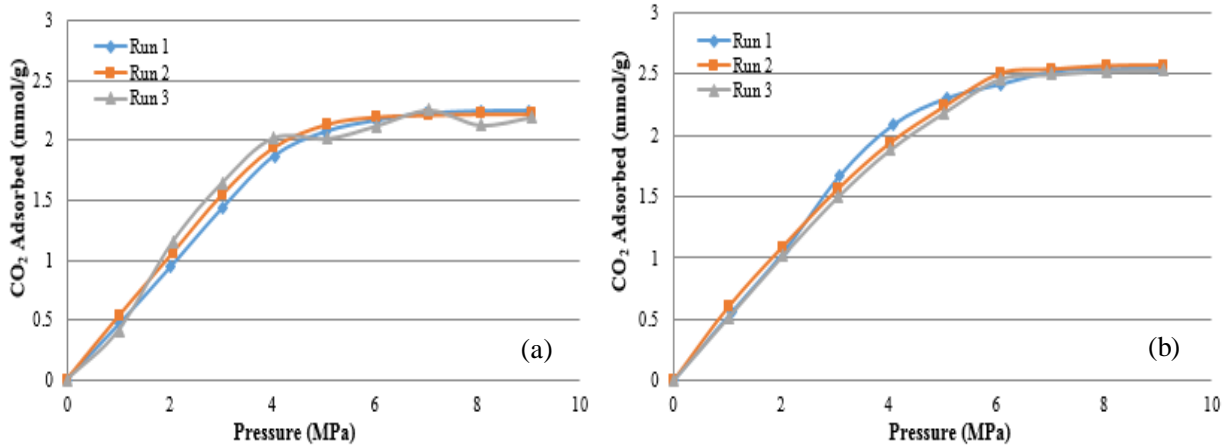 CO₂ Adsorbed (mmol/g)
3
2.5
2
1.5
1
0.5
0
Run 1
Run 2
Run 3
(a)
0 2 4 6 8 10
Pressure (MPa)
CO₂ Adsorbed (mmol/g)
3
2.5
2
1.5
1
0.5
0
Run 1
Run 2
Run 3
(b)
0 2 4 6 8 10
Pressure (MPa)